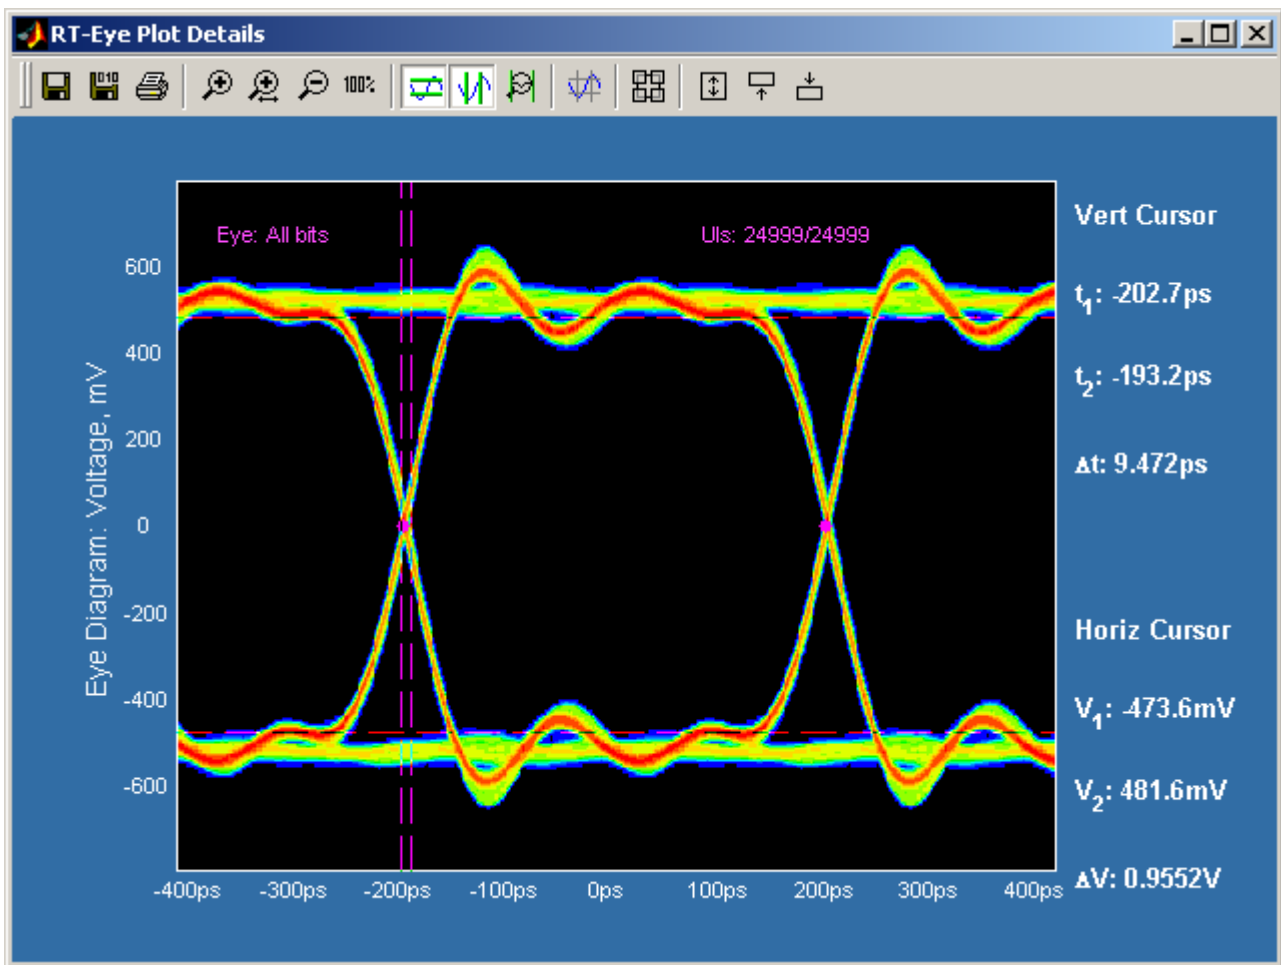 RT-Eye Plot Details
100%
Eye: All bits
UIs: 24999/24999
600
400
200
0
-200
-400
-600
Eye Diagram: Voltage, mV
-400ps -300ps -200ps -100ps 0ps 100ps 200ps 300ps 400ps
Vert Cursor
t1: -202.7ps
t2: -193.2ps
Δt: 9.472ps
Horiz Cursor
V1: -473.6mV
V2: 481.6mV
ΔV: 0.9552V